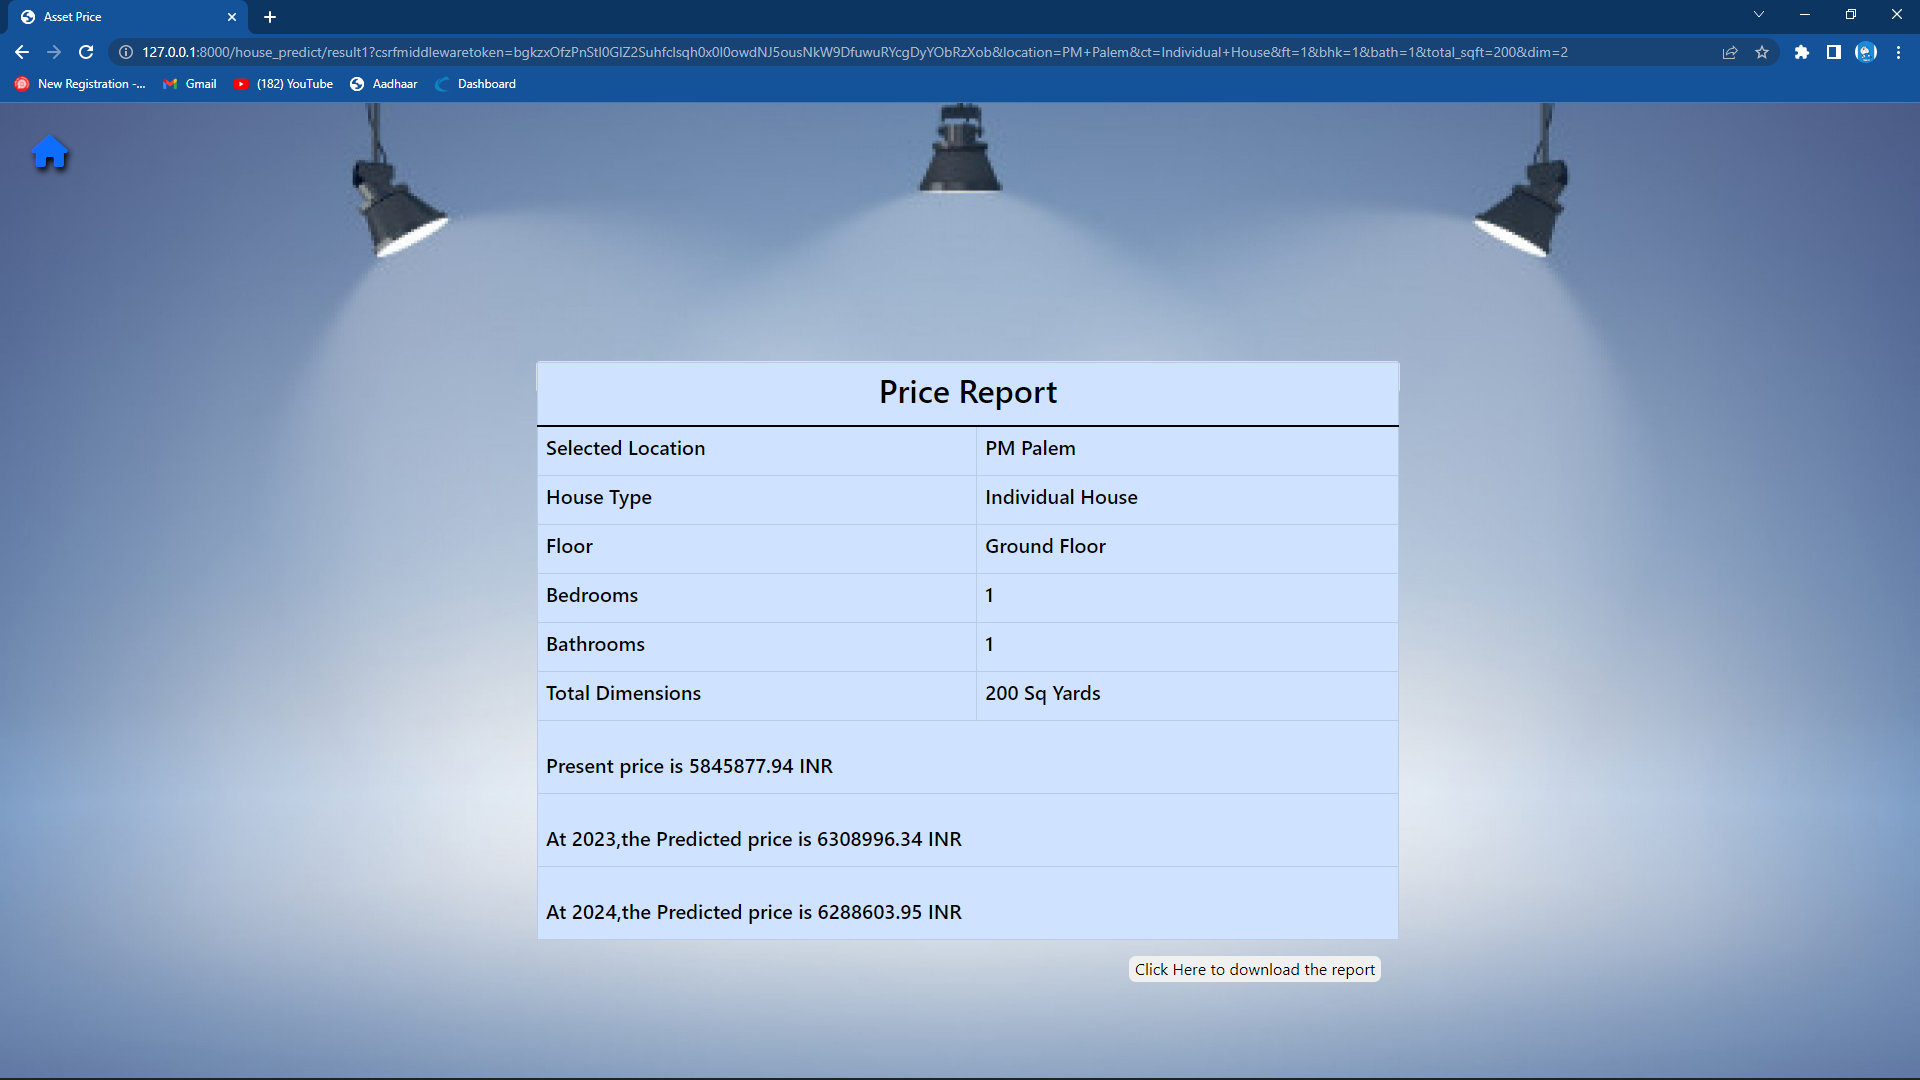 Asset Price
127.0.0.1:8000/house_predict/result1?csrfmiddlewaretoken=bgkzxOfzPnStI0GIZ2Suhfclsqh0x0I0owdNJ5ousNkW9DfuwuRYcgDyYObRzXob&location=PM+Palem&ct=Individual+House&ft=1&bhk=1&bath=1&total_sqft=200&dim=2
New Registration -... Gmail (182) YouTube Aadhaar Dashboard
Price Report
Selected Location PM Palem
House Type Individual House
Floor Ground Floor
Bedrooms 1
Bathrooms 1
Total Dimensions 200 Sq Yards
Present price is 5845877.94 INR
At 2023,the Predicted price is 6308996.34 INR
At 2024,the Predicted price is 6288603.95 INR
Click Here to download the report